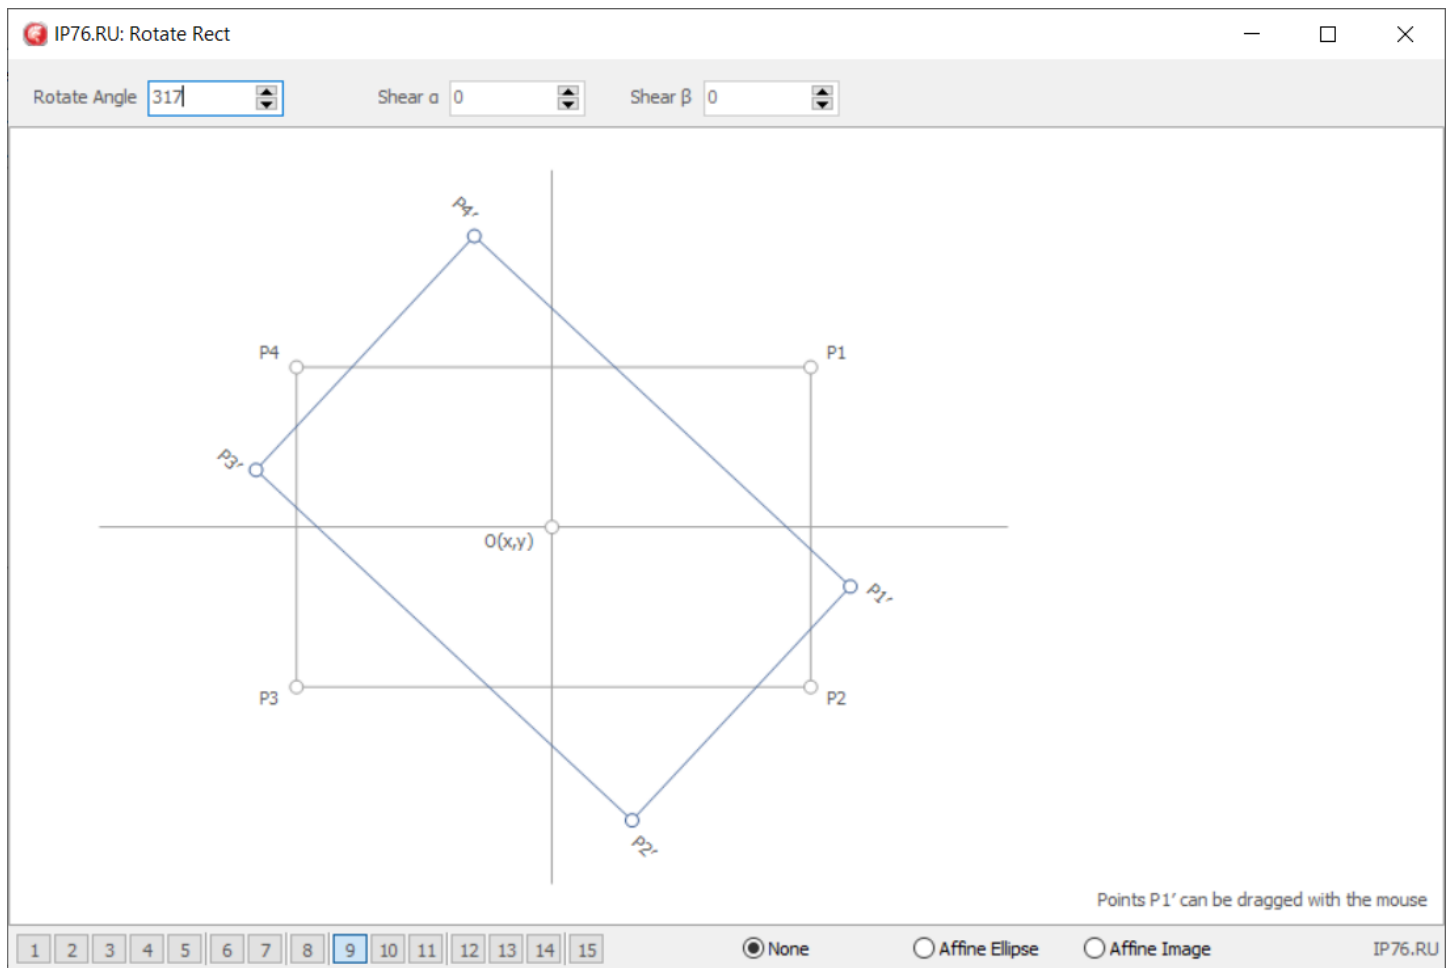 IP76.RU: Rotate Rect
Rotate Angle 317 Shear α 0 Shear β 0
P4′
P4 P1
P3′
O(x,y)
P1′
P3 P2
P2′
Points P1′ can be dragged with the mouse
1 2 3 4 5 6 7 8 9 10 11 12 13 14 15 None Affine Ellipse Affine Image IP76.RU